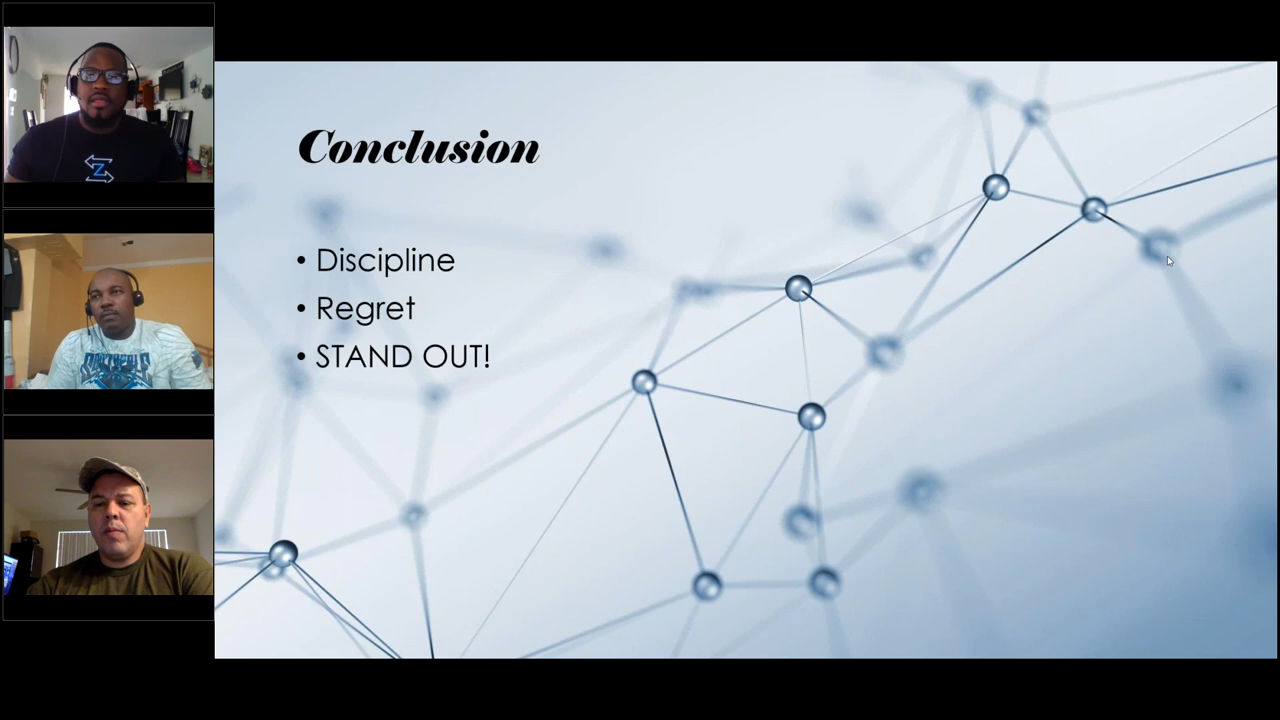 Conclusion
• Discipline
• Regret
• STAND OUT!
Z